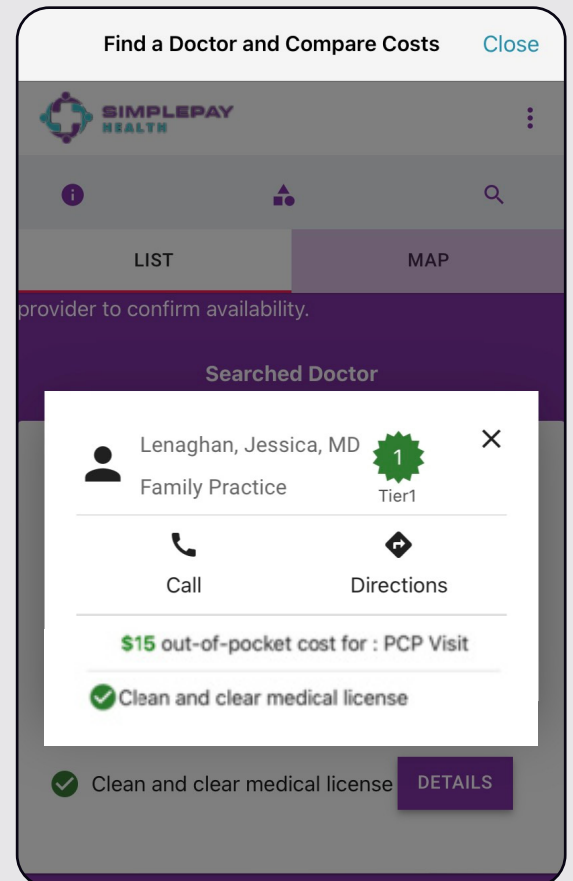 Find a Doctor and Compare Costs Close
SIMPLEPAY
HEALTH
LIST MAP
provider to confirm availability.
Searched Doctor
Lenaghan, Jessica, MD
1
Family Practice
Tier1
Call Directions
$15 out-of-pocket cost for : PCP Visit
Clean and clear medical license
Clean and clear medical license DETAILS